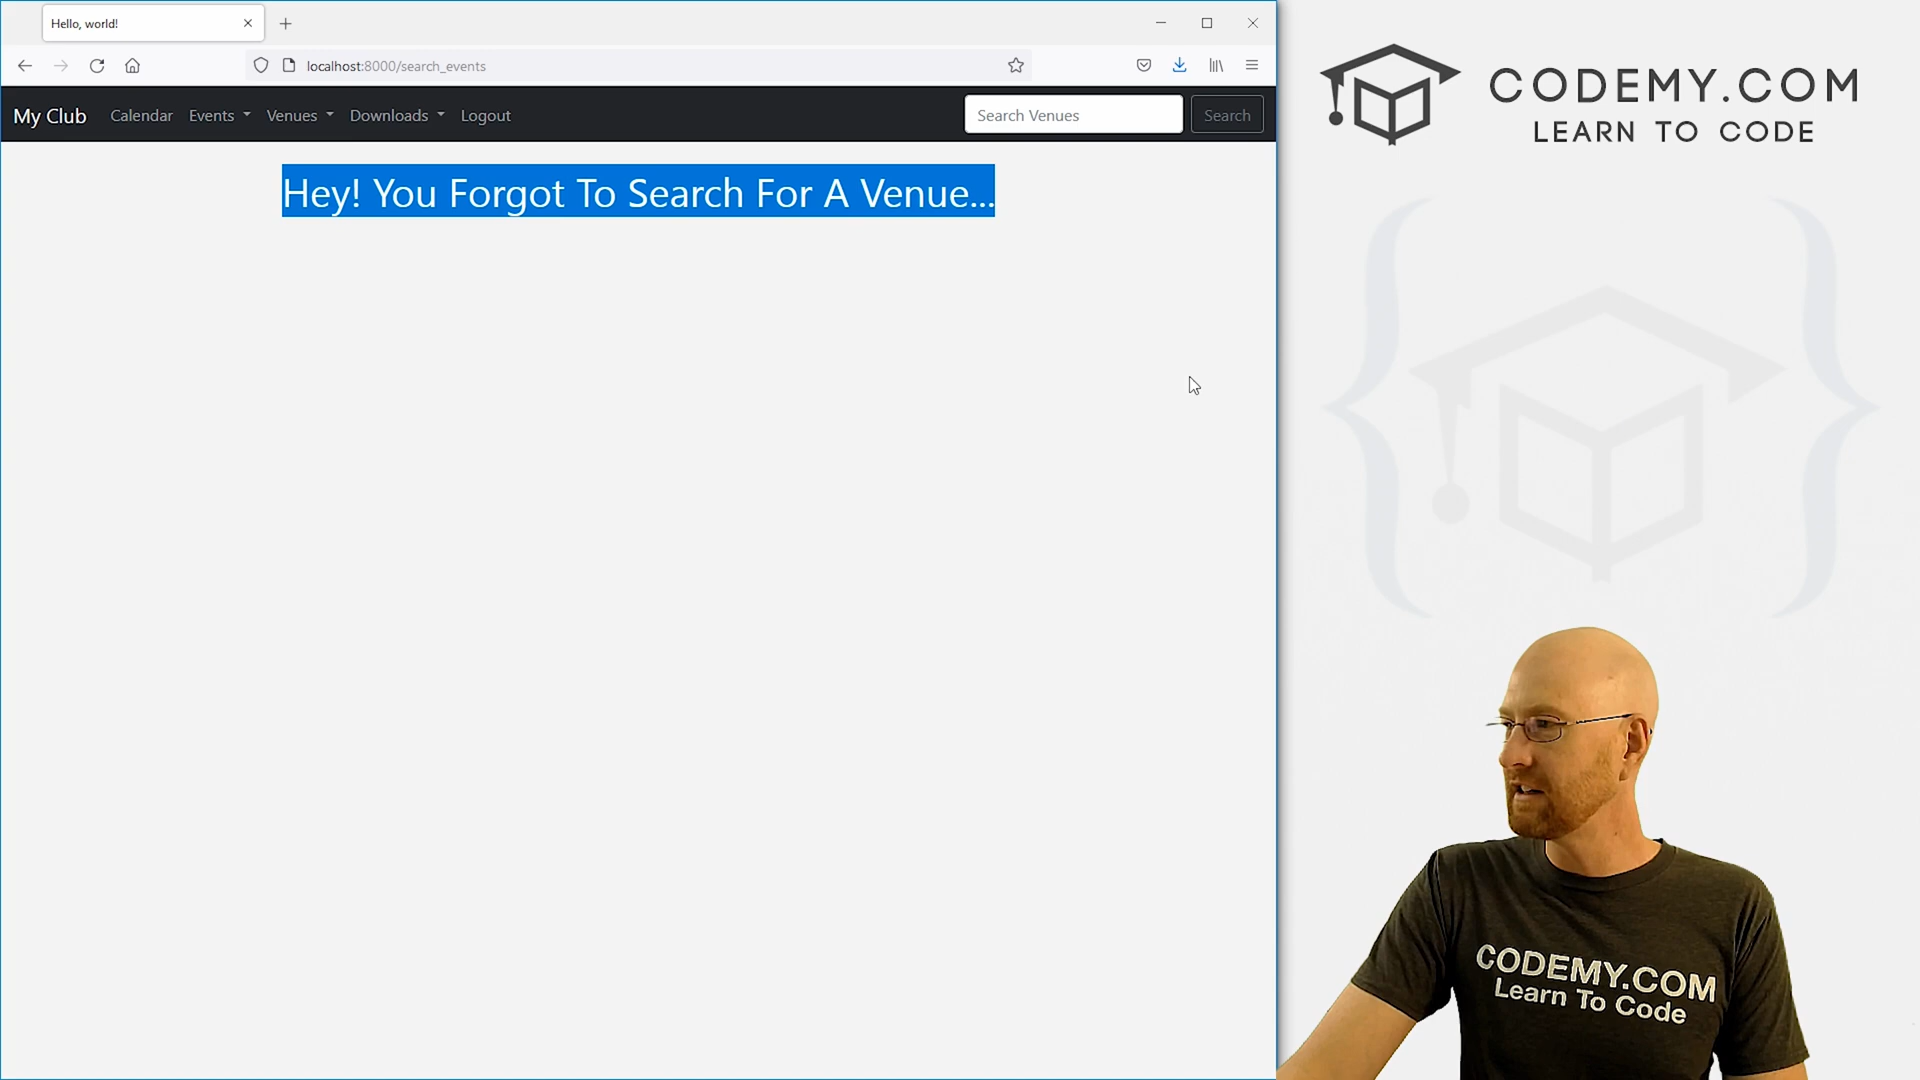 Hello, world!
localhost:8000/search_events
My Club Calendar Events Venues Downloads Logout Search Venues Search
Hey! You Forgot To Search For A Venue...
CODEMY.COM
LEARN TO CODE
CODEMY.COM
Learn To Code